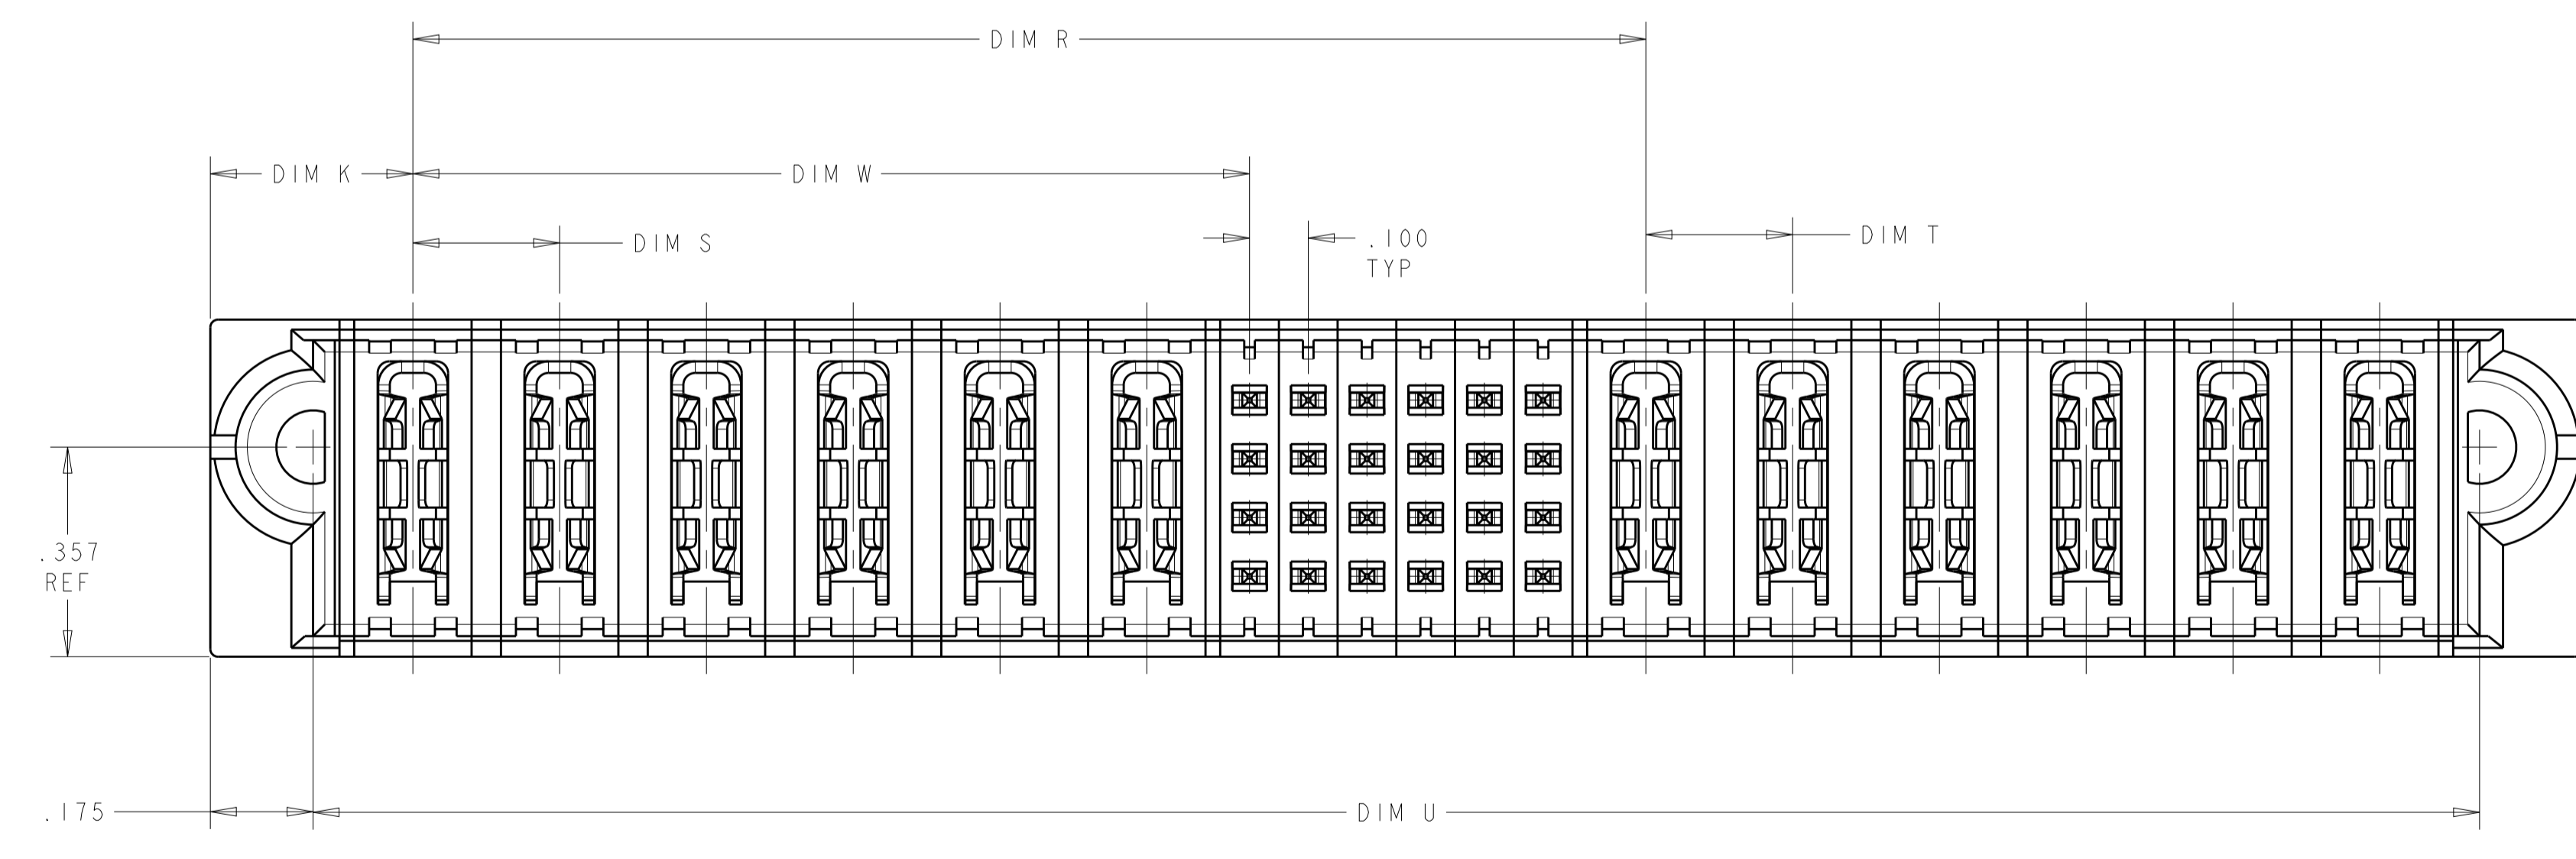 DIM R
DIM K
DIM W
DIM S
.100
TYP
DIM T
.357
REF
.175
DIM U